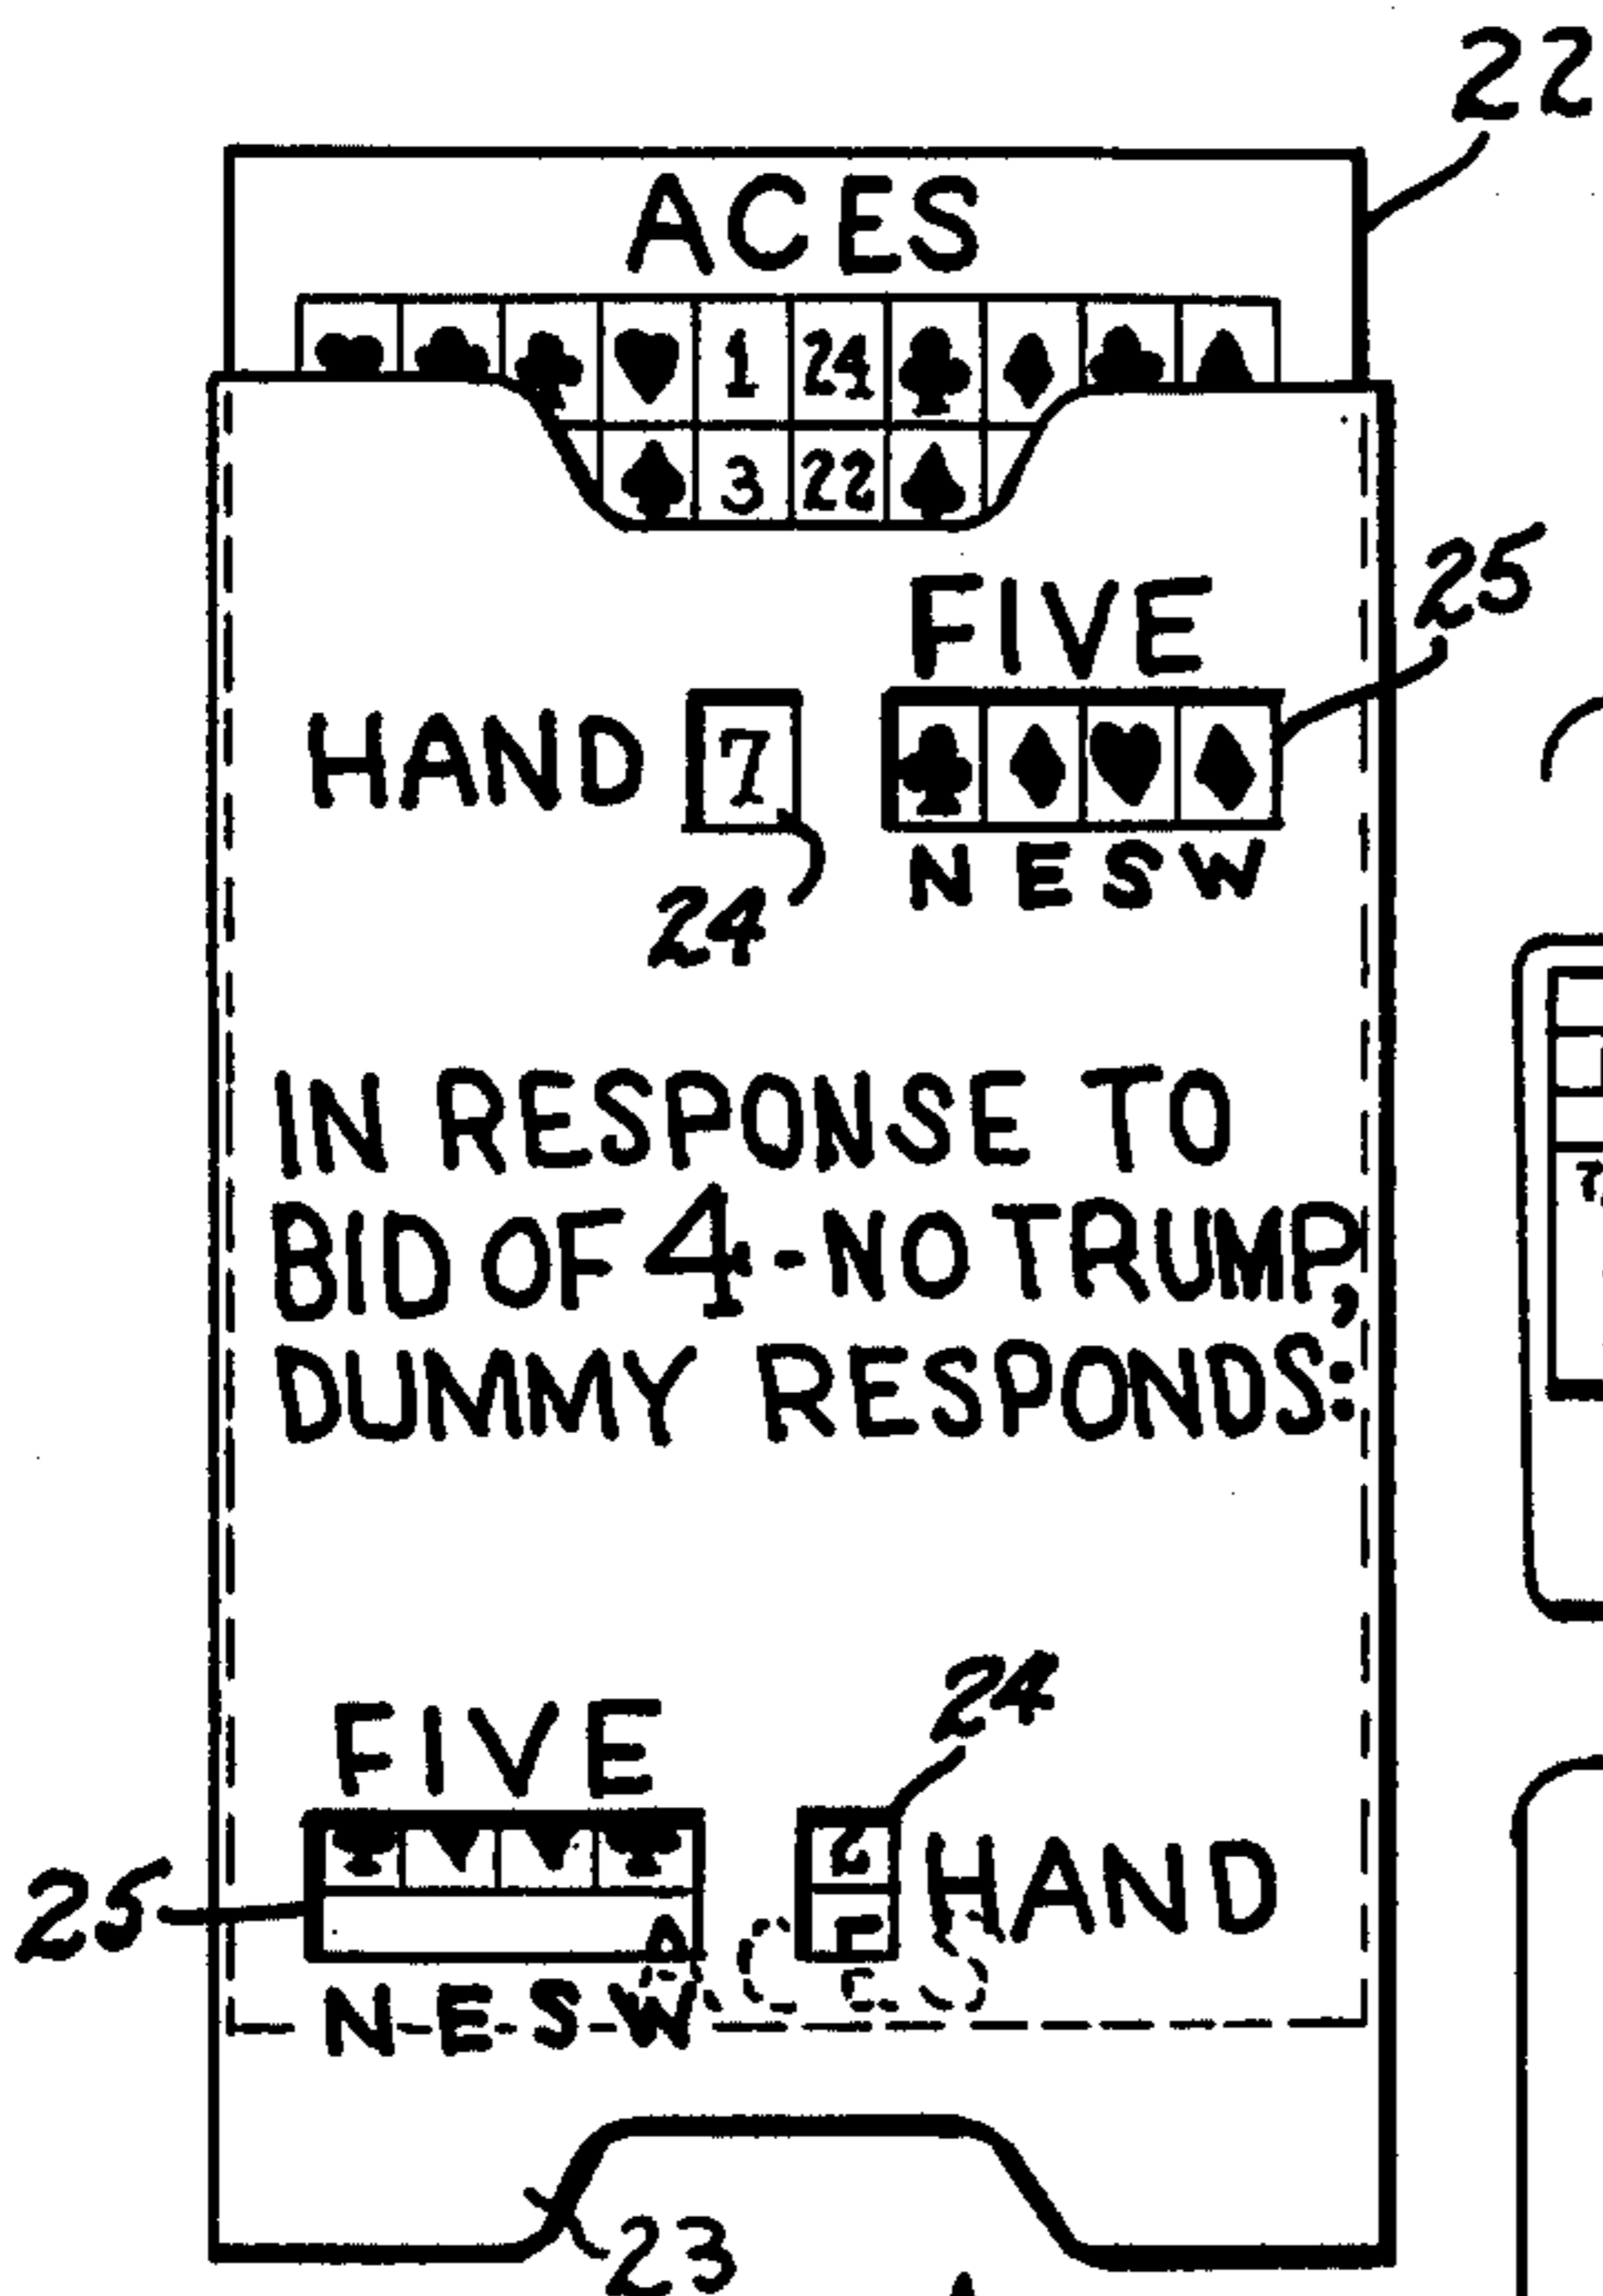 22
ACES
♥ ♣ ♣ ♥ 1 24 ♣ ♦ ♣ ♠
♠ 3 22 ♠
25
FIVE
HAND 7 ♣ ♦ ♥ ♦
N E S W
24
IN RESPONSE TO
BID OF 4-NO TRUMP,
DUMMY RESPONDS:
24
FIVE
HAND
25
N E S W
23